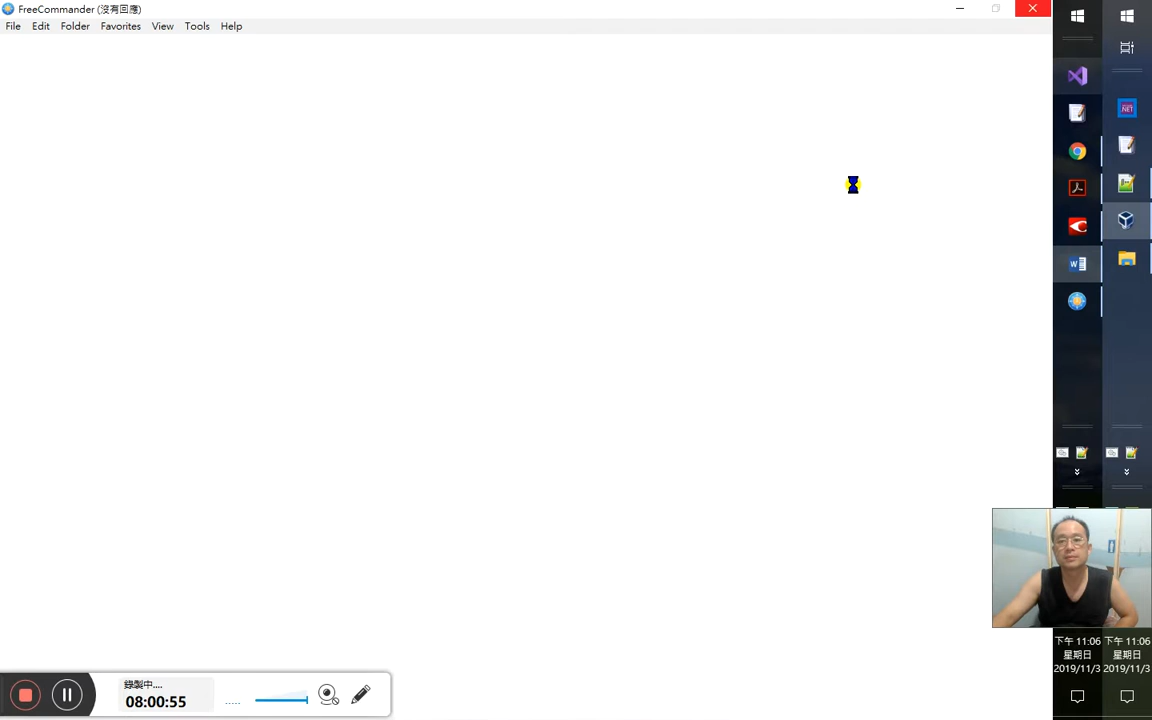 FreeCommander (沒有回應)
File Edit Folder Favorites View Tools Help
NET
W
錄製中....
08:00:55
下午 11:06 下午 11:06
星期日 星期日
2019/11/3 2019/11/3